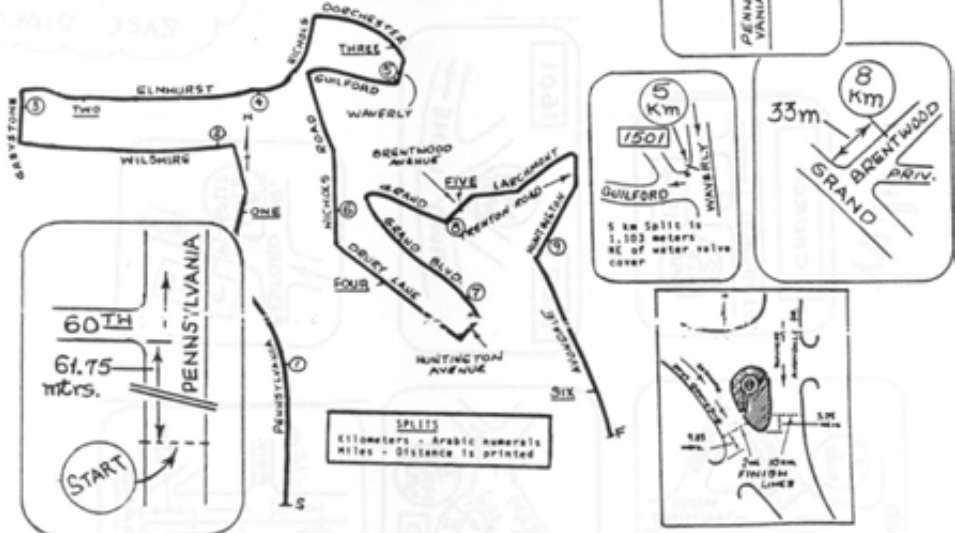 DORCHESTER
NICHOLS
THREE
5
GUILFORD
WAVERLY
ELMHURST
4
3
TWO
GREYSTONE
2
WILSHIRE
N
ONE
ROAD
NICHOLS
BRENTWOOD
AVENUE
FIVE
LARCHMONT
GRAND
8
TRENTON ROAD
HUNTINGTON
9
6
GRAND BLVD.
7
DRURY LANE
FOUR
HUNTINGTON
AVENUE
AVONDALE
SIX
F
1
PENNSYLVANIA
S
60TH
61.75
mtrs.
PENNSYLVANIA
START
SPLITS
Kilometers - Arabic numerals
Miles - Distance is printed
PENNSYLVANIA
5
Km
1501
WAVERLY
GUILFORD
5 km Split is
1.103 meters
NE of water valve
cover
8
Km
33m
BRENTWOOD
GRAND
PRIV.
10km
FINISH
LINES